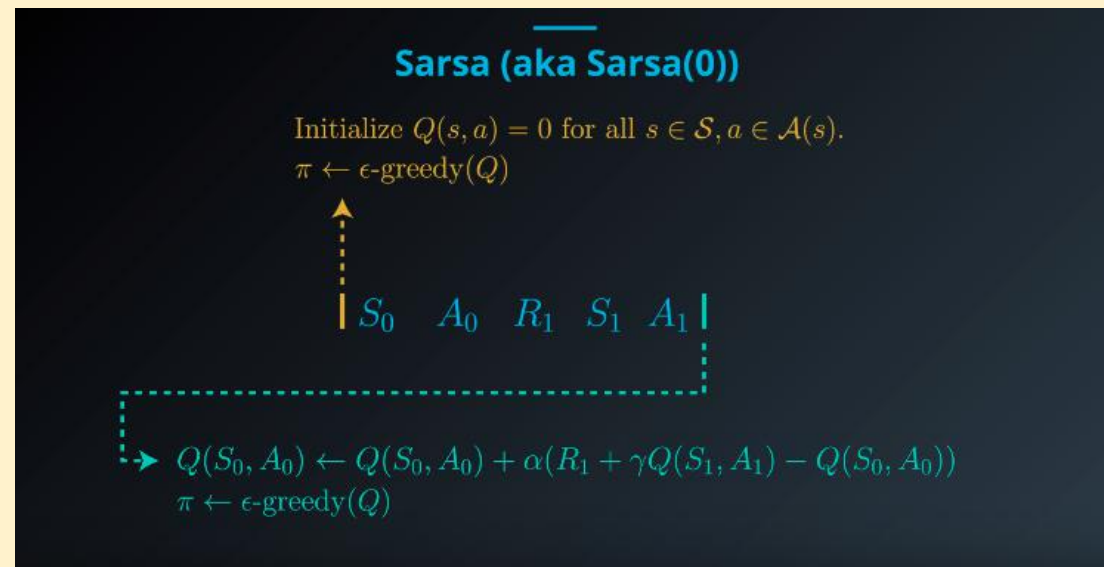 Sarsa (aka Sarsa(0))
Initialize Q(s, a) = 0 for all s ∈ 𝒮, a ∈ 𝒜(s).
π ← ϵ-greedy(Q)
S₀ A₀ R₁ S₁ A₁
Q(S₀, A₀) ← Q(S₀, A₀) + α(R₁ + γQ(S₁, A₁) − Q(S₀, A₀))
π ← ϵ-greedy(Q)